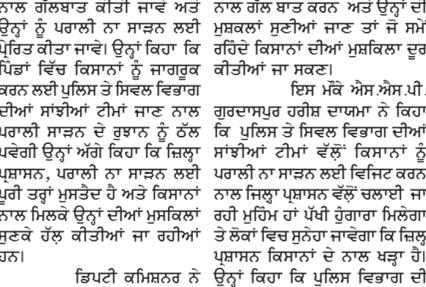 ਨਾਲ ਗੱਲਬਾਤ ਕੀਤੀ ਜਾਵੇ ਅਤੇ
ਉਨ੍ਹਾਂ ਨੂੰ ਪਰਾਲੀ ਨਾ ਸਾੜਨ ਲਈ
ਪ੍ਰੇਰਿਤ ਕੀਤਾ ਜਾਵੇ। ਉਨ੍ਹਾਂ ਕਿਹਾ ਕਿ
ਪਿੰਡਾਂ ਵਿੱਚ ਕਿਸਾਨਾਂ ਨੂੰ ਜਾਗਰੂਕ
ਕਰਨ ਲਈ ਪੁਲਿਸ ਤੇ ਸਿਵਲ ਵਿਭਾਗ
ਦੀਆਂ ਸਾਂਝੀਆਂ ਟੀਮਾਂ ਜਾਣ ਨਾਲ
ਪਰਾਲੀ ਸਾੜਨ ਦੇ ਰੁਝਾਨ ਨੂੰ ਠੱਲ
ਪਵੇਗੀ ਉਨ੍ਹਾਂ ਅੱਗੇ ਕਿਹਾ ਕਿ ਜ਼ਿਲ੍ਹਾ
ਪ੍ਰਸ਼ਾਸਨ, ਪਰਾਲੀ ਨਾ ਸਾੜਨ ਲਈ
ਪੂਰੀ ਤਰ੍ਹਾਂ ਮੁਸਤੈਦ ਹੈ ਅਤੇ ਕਿਸਾਨਾਂ
ਨਾਲ ਮਿਲਕੇ ਉਨ੍ਹਾਂ ਦੀਆਂ ਮੁਸਕਿਲਾਂ
ਸੁਣਕੇ ਹੱਲ ਕੀਤੀਆਂ ਜਾ ਰਹੀਆਂ
ਹਨ।
ਡਿਪਟੀ ਕਮਿਸ਼ਨਰ ਨੇ
ਨਾਲ ਗੱਲ ਬਾਤ ਕਰਨ ਅਤੇ ਉਨ੍ਹਾਂ ਦੀ
ਮੁਸ਼ਕਲਾਂ ਸੁਣੀਆਂ ਜਾਣ ਤਾਂ ਜੋ ਸਮੇਂ
ਰਹਿੰਦੇ ਕਿਸਾਨਾਂ ਦੀਆਂ ਮੁਸ਼ਕਿਲਾ ਦੂਰ
ਕੀਤੀਆਂ ਜਾ ਸਕਣ।
ਇਸ ਮੌਕੇ ਐਸ.ਐਸ.ਪੀ.
ਗੁਰਦਾਸਪੁਰ ਹਰੀਸ਼ ਦਾਯਮਾ ਨੇ ਕਿਹਾ
ਕਿ ਪੁਲਿਸ ਤੇ ਸਿਵਲ ਵਿਭਾਗ ਦੀਆਂ
ਸਾਂਝੀਆਂ ਟੀਮਾਂ ਵੱਲੋਂ ਕਿਸਾਨਾਂ ਨੂੰ
ਪਰਾਲੀ ਨਾ ਸਾੜਨ ਲਈ ਵਿਜਿਟ ਕਰਨ
ਨਾਲ ਜਿਲ੍ਹਾ ਪ੍ਰਸ਼ਾਸਨ ਵੱਲੋਂ ਚਲਾਈ ਜਾ
ਰਹੀ ਮੁਹਿੰਮ ਹਾਂ ਪੱਖੀ ਹੁੰਗਾਰਾ ਮਿਲੇਗਾ
ਤੇ ਲੋਕਾਂ ਵਿਚ ਸੁਨੇਹਾ ਜਾਵੇਗਾ ਕਿ ਜ਼ਿਲ੍ਹਾ
ਪ੍ਰਸ਼ਾਸਨ ਕਿਸਾਨਾਂ ਦੇ ਨਾਲ ਖੜ੍ਹਾ ਹੈ।
ਉਨ੍ਹਾਂ ਕਿਹਾ ਕਿ ਪੁਲਿਸ ਵਿਭਾਗ ਦੀ